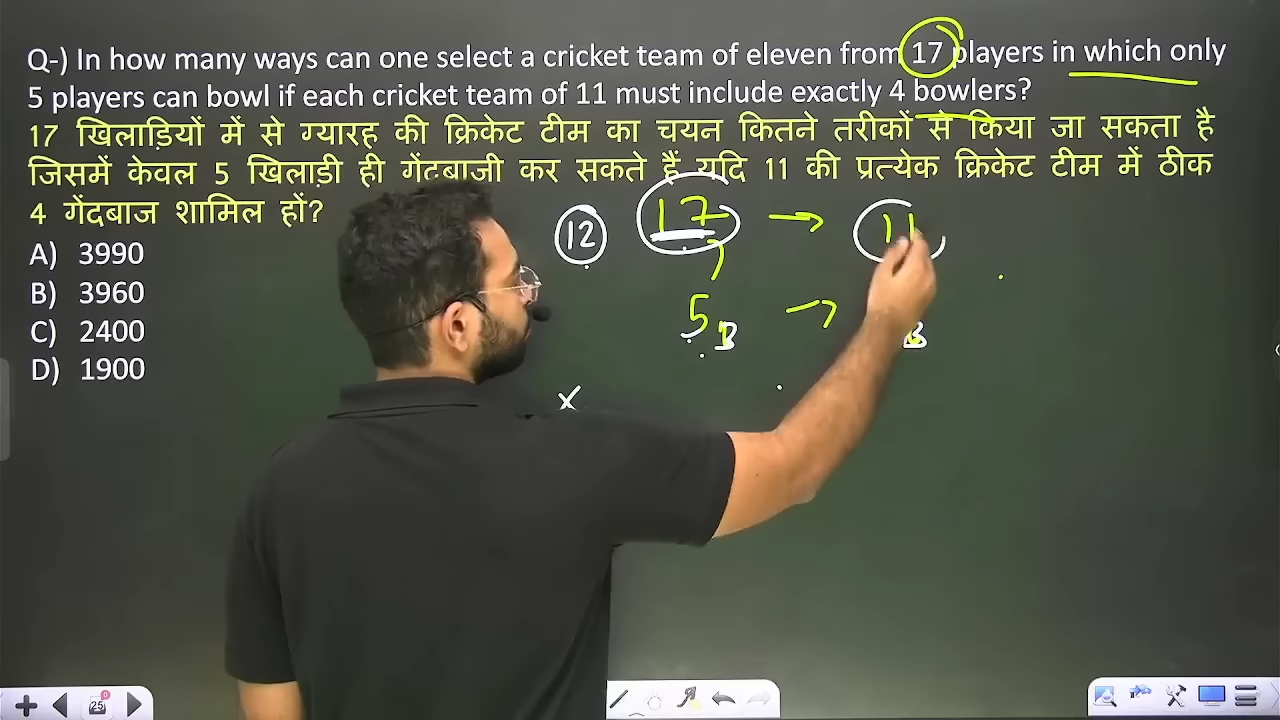 Q-) In how many ways can one select a cricket team of eleven from 17 players in which only
5 players can bowl if each cricket team of 11 must include exactly 4 bowlers?
17 खिलाड़ियों में से ग्यारह की क्रिकेट टीम का चयन कितने तरीकों से किया जा सकता है
जिसमें केवल 5 खिलाड़ी ही गेंदबाजी कर सकते हैं यदि 11 की प्रत्येक क्रिकेट टीम में ठीक
4 गेंदबाज शामिल हों?
A) 3990
B) 3960
C) 2400
D) 1900
12 17 → 11
5 B → B
x
25
0